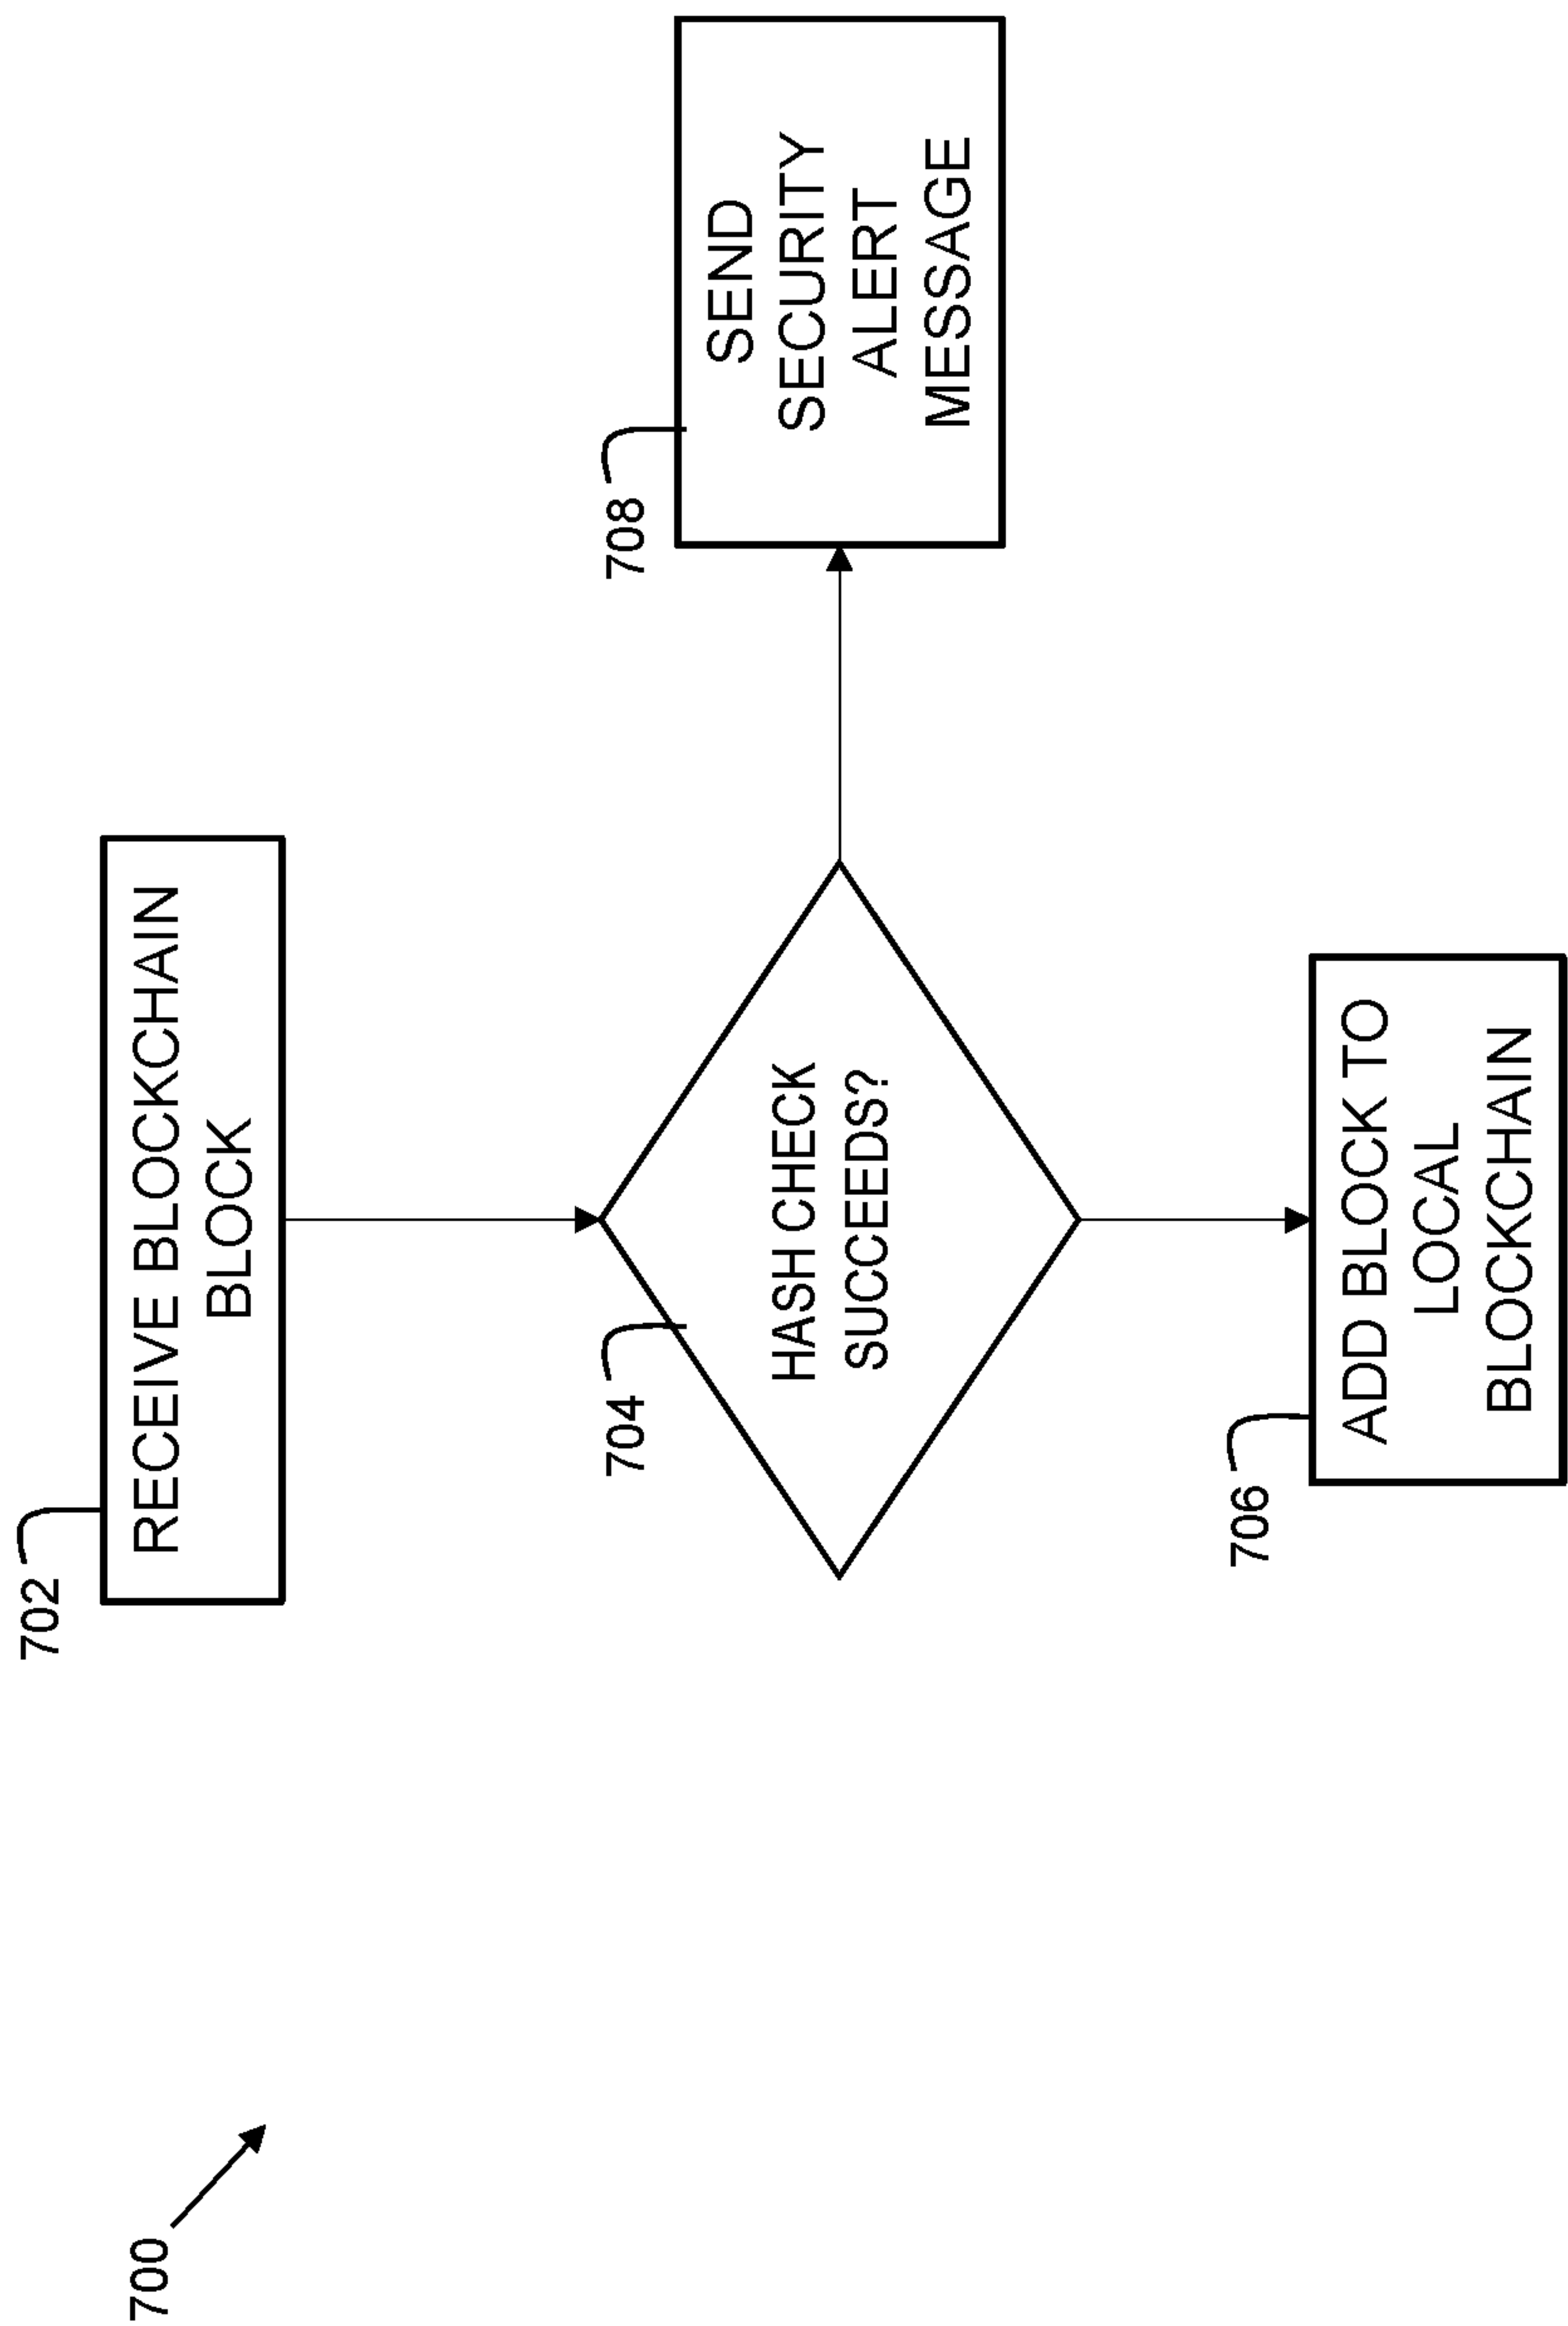 700
702
RECEIVE BLOCKCHAIN
BLOCK
704
HASH CHECK
SUCCEEDS?
708
SEND
SECURITY
ALERT
MESSAGE
706
ADD BLOCK TO
LOCAL
BLOCKCHAIN